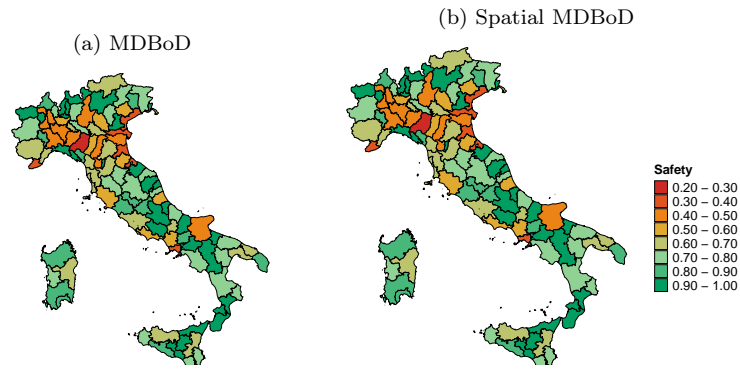 (a) MDBoD
(b) Spatial MDBoD
Safety
0.20 – 0.30
0.30 – 0.40
0.40 – 0.50
0.50 – 0.60
0.60 – 0.70
0.70 – 0.80
0.80 – 0.90
0.90 – 1.00